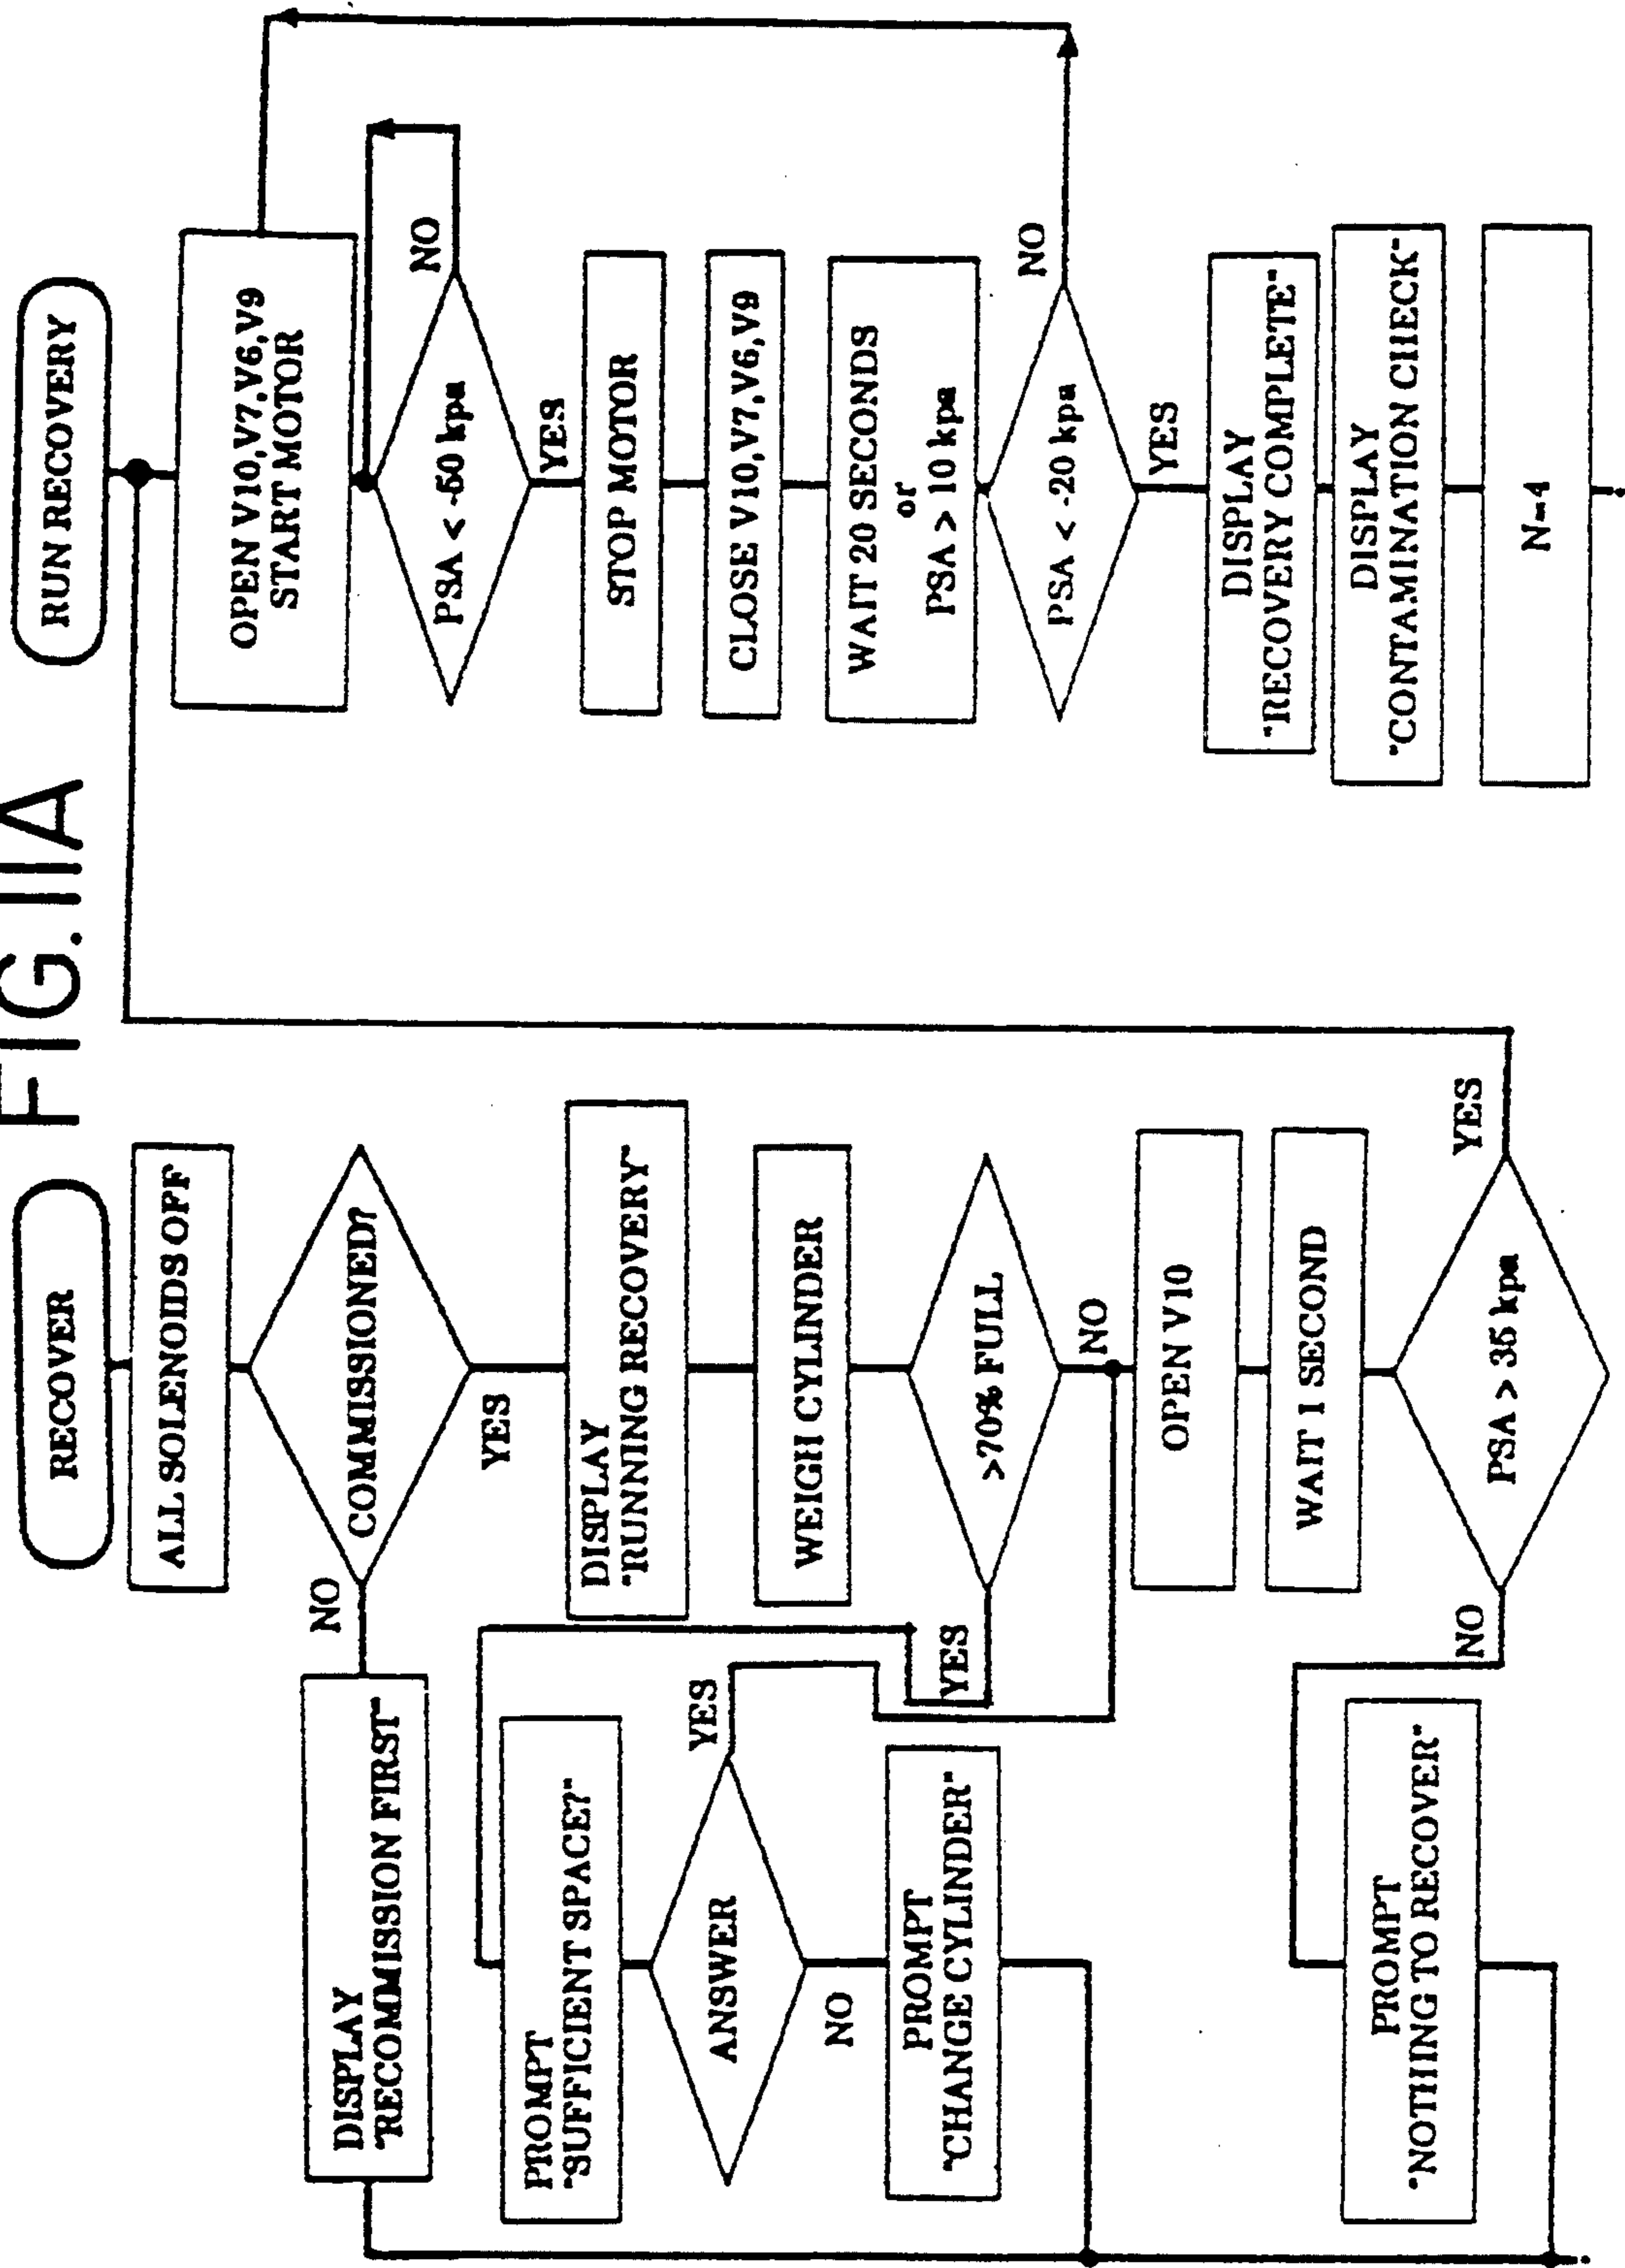 FIG.11A
RECOVER
ALL SOLENOIDS OFF
COMMISSIONED?
NO
YES
DISPLAY
"RECOMMISSION FIRST"
DISPLAY
"RUNNING RECOVERY"
WEIGH CYLINDER
>70% FULL
YES
NO
PROMPT
"SUFFICIENT SPACE?"
ANSWER
YES
NO
PROMPT
"CHANGE CYLINDER"
OPEN V10
WAIT 1 SECOND
PSA > 35 kpa
NO
YES
PROMPT
"NOTHING TO RECOVER"
RUN RECOVERY
OPEN V10,V7,V6,V9
START MOTOR
PSA < -50 kpa
NO
YES
STOP MOTOR
CLOSE V10,V7,V6,V9
WAIT 20 SECONDS
or
PSA > 10 kpa
PSA < -20 kpa
NO
YES
DISPLAY
"RECOVERY COMPLETE"
DISPLAY
"CONTAMINATION CHECK"
N=4